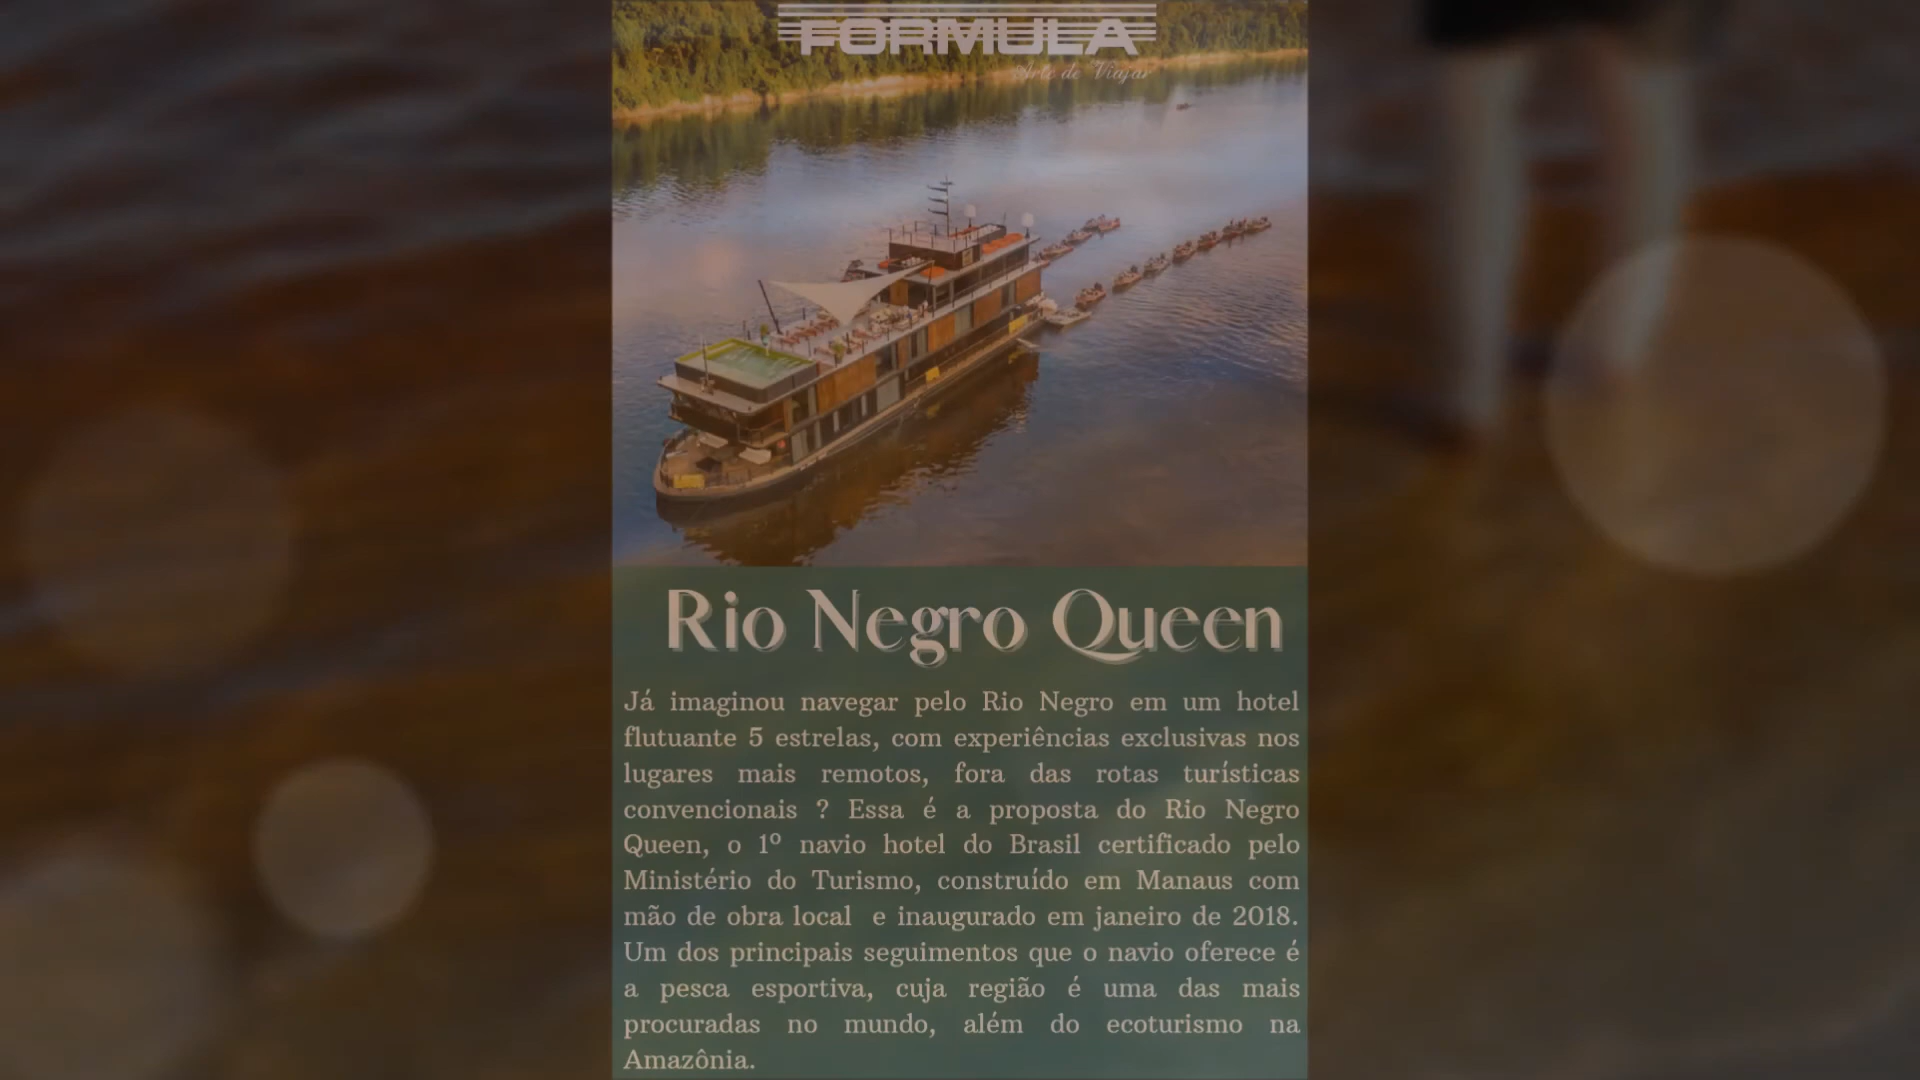 FORMULA
Arte de Viajar
Rio Negro Queen
Já imaginou navegar pelo Rio Negro em um hotel
flutuante 5 estrelas, com experiências exclusivas nos
lugares mais remotos, fora das rotas turísticas
convencionais ? Essa é a proposta do Rio Negro
Queen, o 1º navio hotel do Brasil certificado pelo
Ministério do Turismo, construído em Manaus com
mão de obra local e inaugurado em janeiro de 2018.
Um dos principais seguimentos que o navio oferece é
a pesca esportiva, cuja região é uma das mais
procuradas no mundo, além do ecoturismo na
Amazônia.